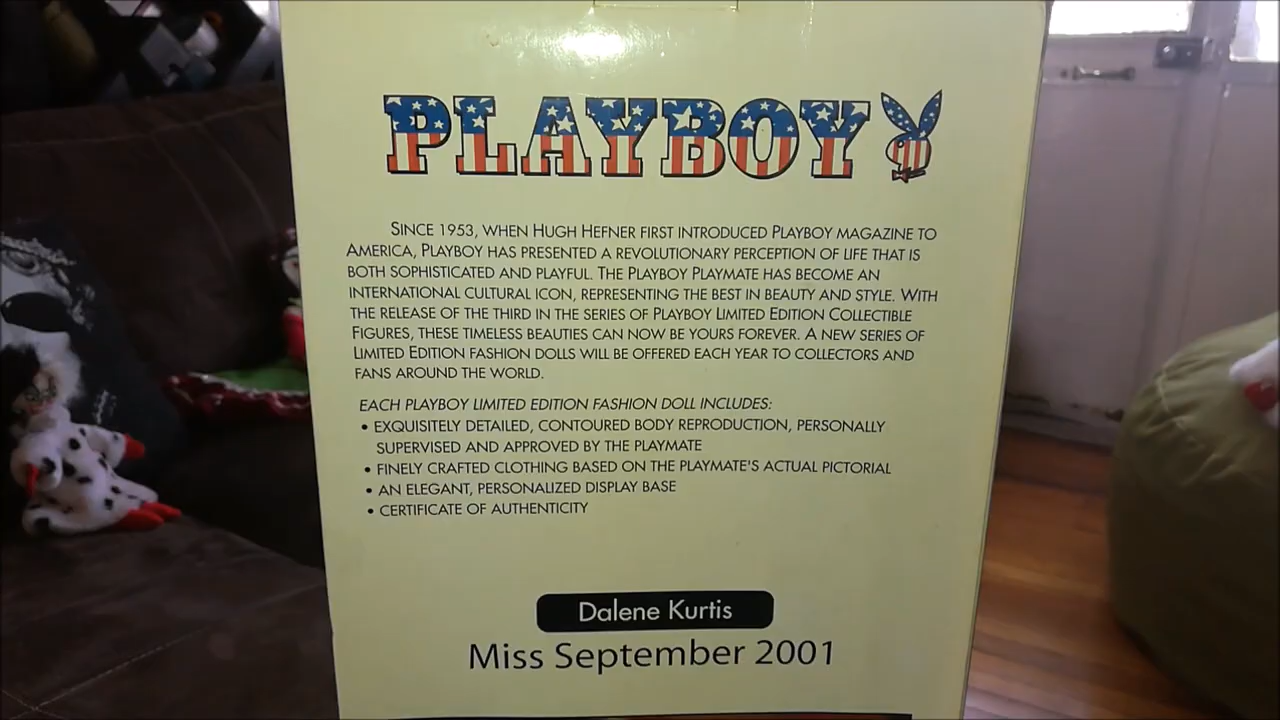 PLAYBOY
SINCE 1953, WHEN HUGH HEFNER FIRST INTRODUCED PLAYBOY MAGAZINE TO
AMERICA, PLAYBOY HAS PRESENTED A REVOLUTIONARY PERCEPTION OF LIFE THAT IS
BOTH SOPHISTICATED AND PLAYFUL. THE PLAYBOY PLAYMATE HAS BECOME AN
INTERNATIONAL CULTURAL ICON, REPRESENTING THE BEST IN BEAUTY AND STYLE. WITH
THE RELEASE OF THE THIRD IN THE SERIES OF PLAYBOY LIMITED EDITION COLLECTIBLE
FIGURES, THESE TIMELESS BEAUTIES CAN NOW BE YOURS FOREVER. A NEW SERIES OF
LIMITED EDITION FASHION DOLLS WILL BE OFFERED EACH YEAR TO COLLECTORS AND
FANS AROUND THE WORLD.
EACH PLAYBOY LIMITED EDITION FASHION DOLL INCLUDES:
• EXQUISITELY DETAILED, CONTOURED BODY REPRODUCTION, PERSONALLY
SUPERVISED AND APPROVED BY THE PLAYMATE
• FINELY CRAFTED CLOTHING BASED ON THE PLAYMATE'S ACTUAL PICTORIAL
• AN ELEGANT, PERSONALIZED DISPLAY BASE
• CERTIFICATE OF AUTHENTICITY
Dalene Kurtis
Miss September 2001